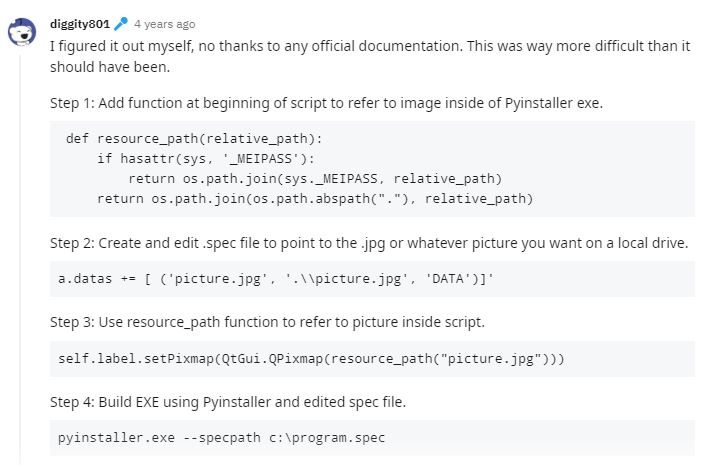 diggity801 4 years ago
I figured it out myself, no thanks to any official documentation. This was way more difficult than it
should have been.
Step 1: Add function at beginning of script to refer to image inside of Pyinstaller exe.
def resource_path(relative_path):
    if hasattr(sys, '_MEIPASS'):
        return os.path.join(sys._MEIPASS, relative_path)
    return os.path.join(os.path.abspath("."), relative_path)
Step 2: Create and edit .spec file to point to the .jpg or whatever picture you want on a local drive.
a.datas += [ ('picture.jpg', '.\\picture.jpg', 'DATA')]'
Step 3: Use resource_path function to refer to picture inside script.
self.label.setPixmap(QtGui.QPixmap(resource_path("picture.jpg")))
Step 4: Build EXE using Pyinstaller and edited spec file.
pyinstaller.exe --specpath c:\program.spec